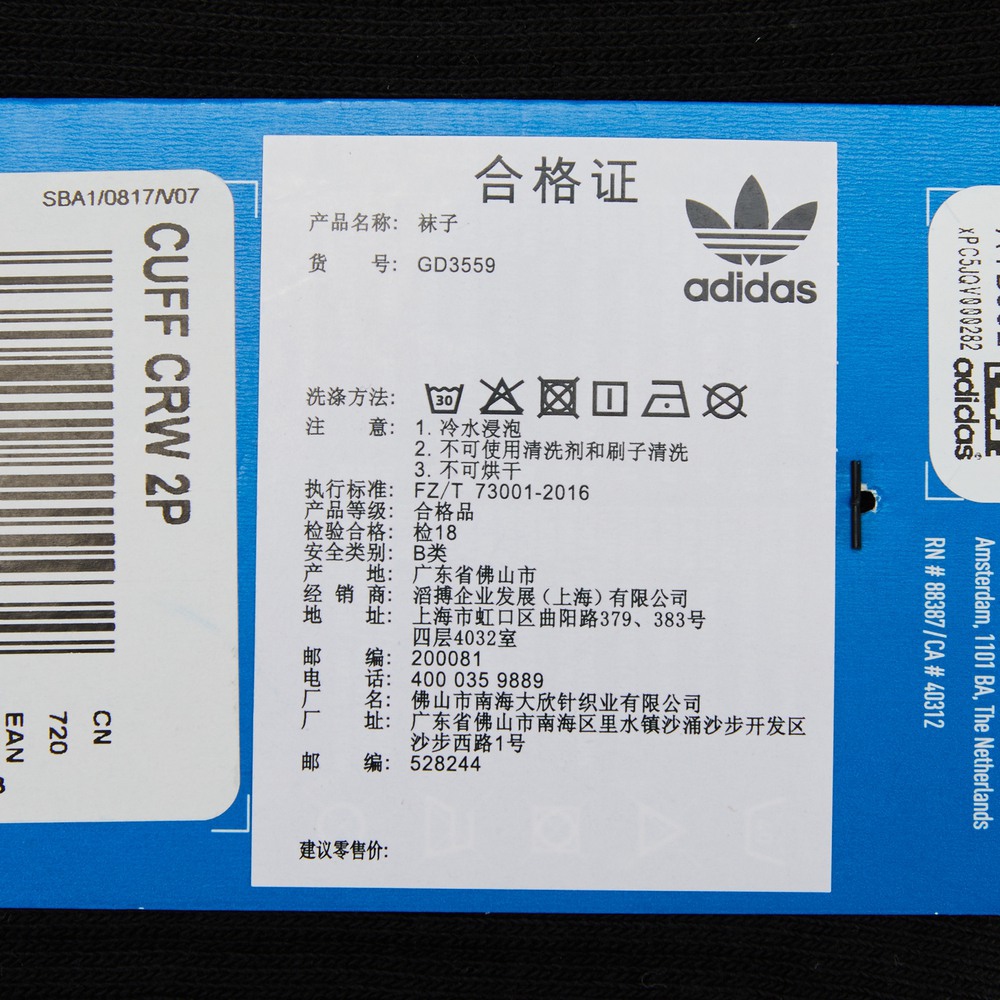 SBA1/0817/V07
CUFF CRW 2P
CN
720
EAN
合格证
产品名称: 袜子
货 号: GD3559
adidas
洗涤方法: 30
注 意: 1. 冷水浸泡
2. 不可使用清洗剂和刷子清洗
3. 不可烘干
执行标准: FZ/T 73001-2016
产品等级: 合格品
检验合格: 检18
安全类别: B类
产 地: 广东省佛山市
经 销 商: 滔搏企业发展(上海)有限公司
地 址: 上海市虹口区曲阳路379、383号
四层4032室
邮 编: 200081
电 话: 400 035 9889
厂 名: 佛山市南海大欣针织业有限公司
厂 址: 广东省佛山市南海区里水镇沙涌沙步开发区
沙步西路1号
邮 编: 528244
建议零售价:
xPC5JQY000282
adidas
Amsterdam, 1101 BA, The Netherlands
RN # 88387/CA # 40312